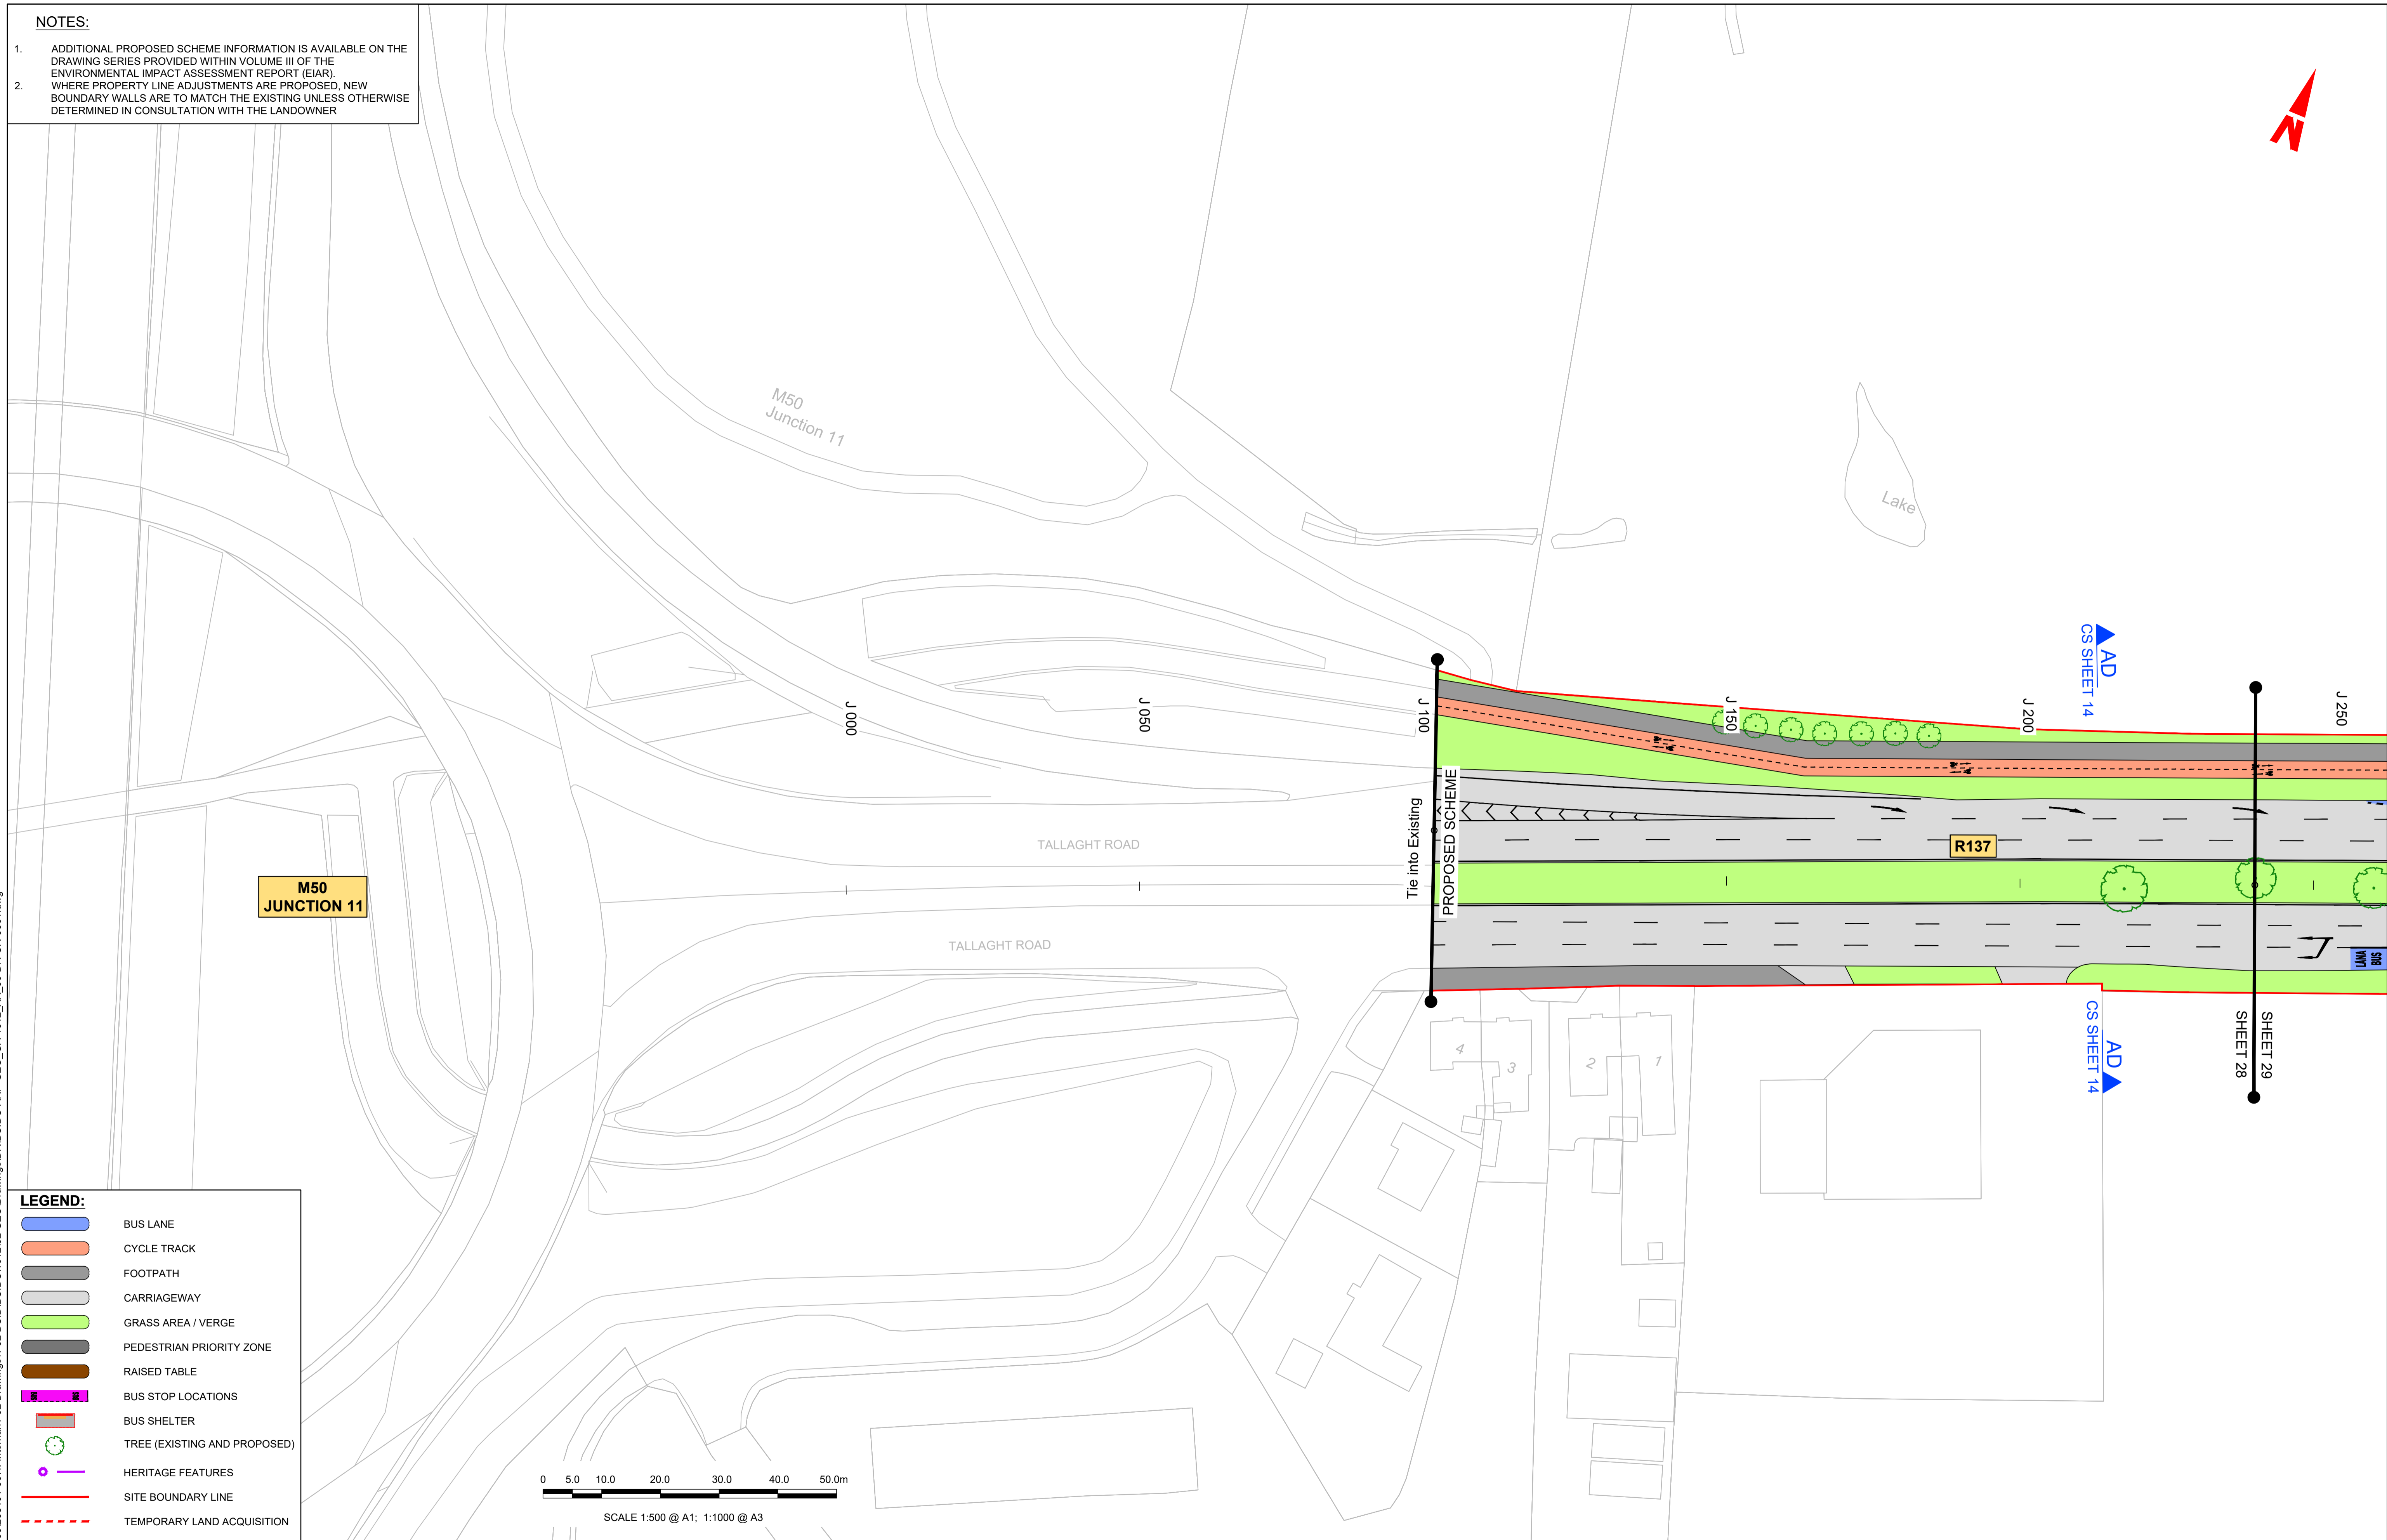 NOTES:
1. ADDITIONAL PROPOSED SCHEME INFORMATION IS AVAILABLE ON THE
DRAWING SERIES PROVIDED WITHIN VOLUME III OF THE
ENVIRONMENTAL IMPACT ASSESSMENT REPORT (EIAR).
2. WHERE PROPERTY LINE ADJUSTMENTS ARE PROPOSED, NEW
BOUNDARY WALLS ARE TO MATCH THE EXISTING UNLESS OTHERWISE
DETERMINED IN CONSULTATION WITH THE LANDOWNER
N
M50
Junction 11
Lake
AD
CS SHEET 14
J 000
J 050
J 100
J 150
J 200
J 250
Tie into Existing
PROPOSED SCHEME
TALLAGHT ROAD
R137
M50
JUNCTION 11
TALLAGHT ROAD
LANA
BUS
AD
CS SHEET 14
SHEET 28
SHEET 29
4
3
2
1
LEGEND:
BUS LANE
CYCLE TRACK
FOOTPATH
CARRIAGEWAY
GRASS AREA / VERGE
PEDESTRIAN PRIORITY ZONE
RAISED TABLE
BUS BUS BUS STOP LOCATIONS
BUS SHELTER
TREE (EXISTING AND PROPOSED)
HERITAGE FEATURES
SITE BOUNDARY LINE
TEMPORARY LAND ACQUISITION
0 5.0 10.0 20.0 30.0 40.0 50.0m
SCALE 1:500 @ A1; 1:1000 @ A3